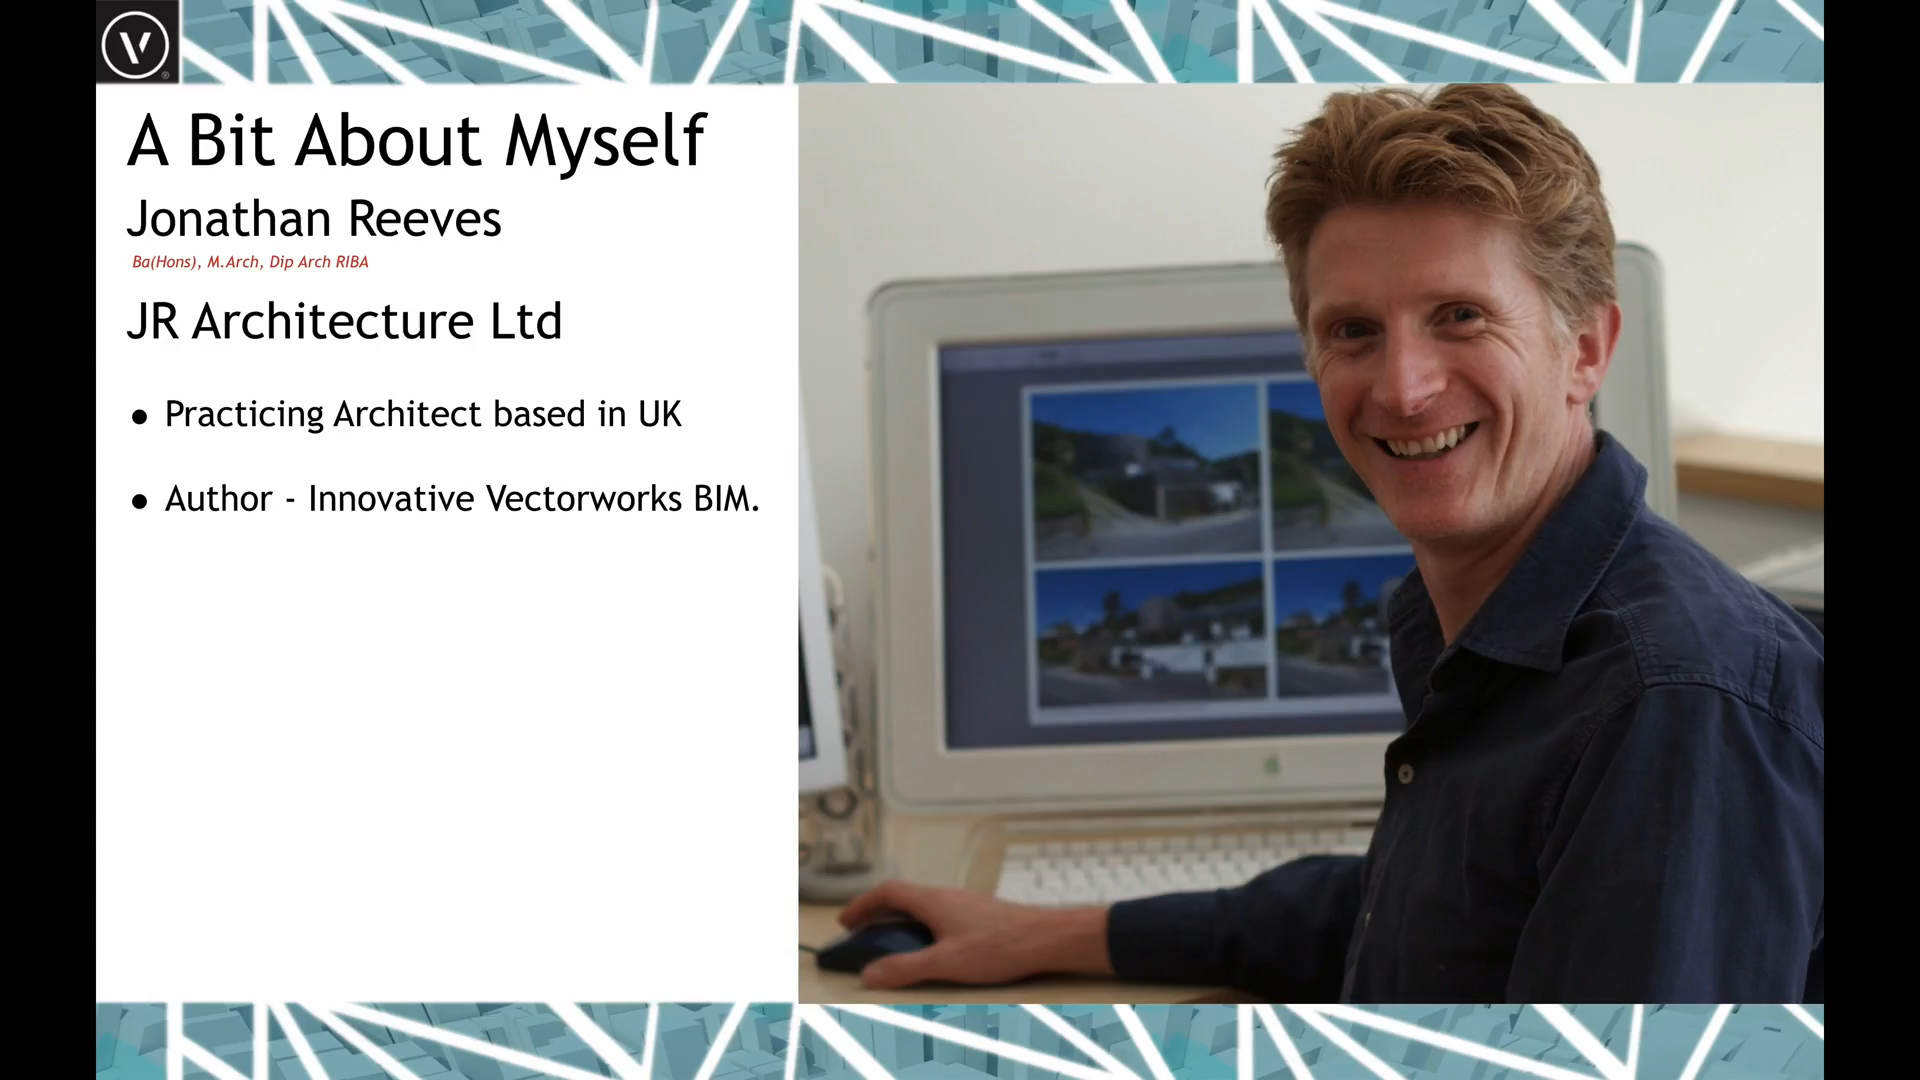 A Bit About Myself
Jonathan Reeves
Ba(Hons), M.Arch, Dip Arch RIBA
JR Architecture Ltd
● Practicing Architect based in UK
● Author - Innovative Vectorworks BIM.